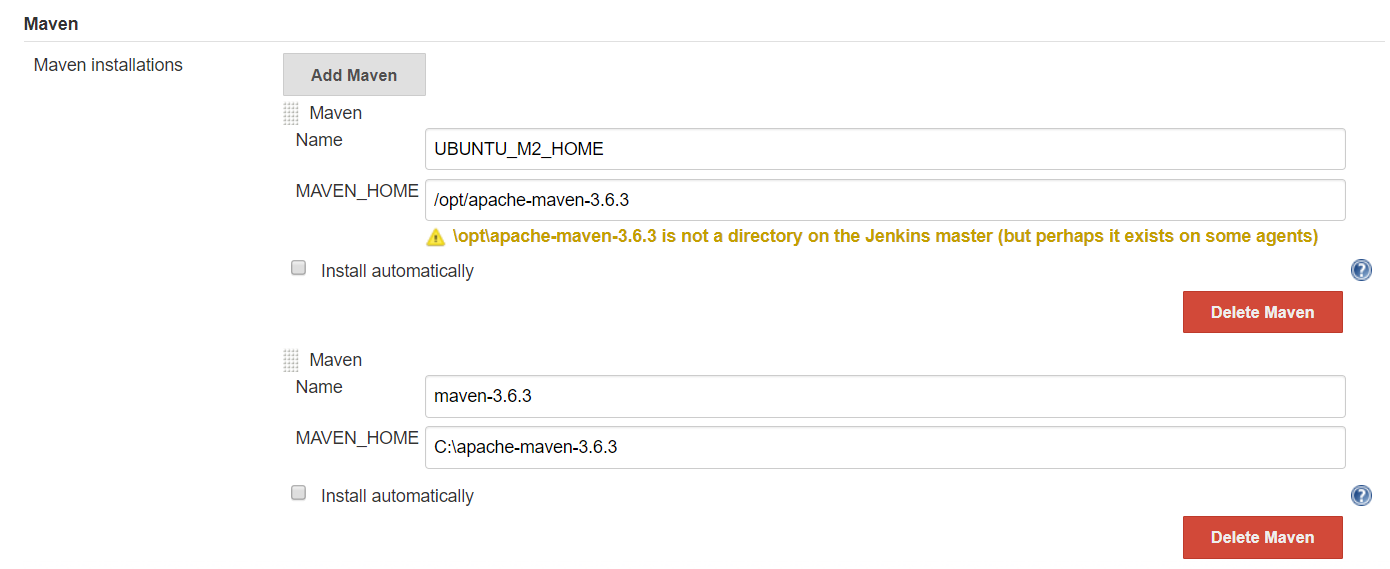 Maven
Maven installations
Add Maven
Maven
Name
UBUNTU_M2_HOME
MAVEN_HOME
/opt/apache-maven-3.6.3
\opt\apache-maven-3.6.3 is not a directory on the Jenkins master (but perhaps it exists on some agents)
Install automatically
?
Delete Maven
Maven
Name
maven-3.6.3
MAVEN_HOME
C:\apache-maven-3.6.3
Install automatically
?
Delete Maven